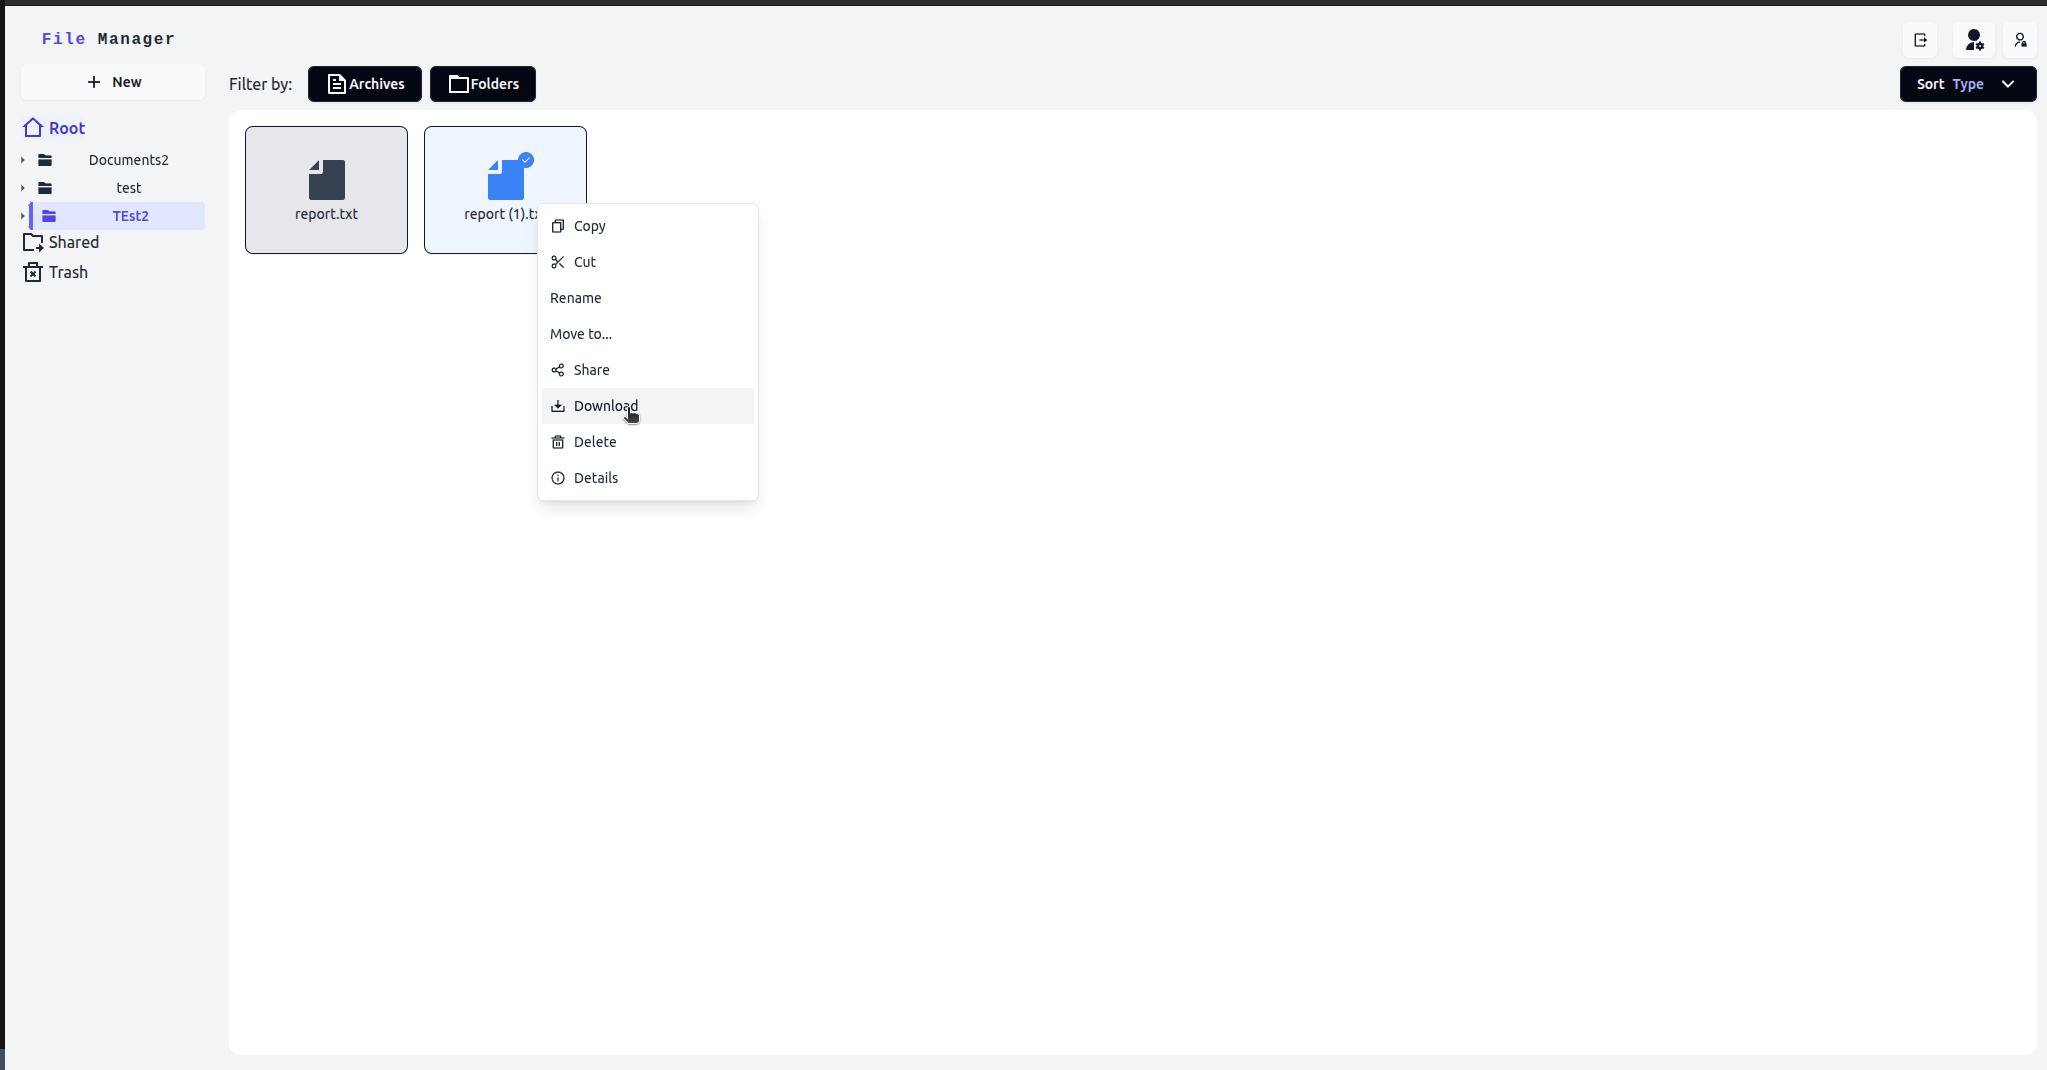 File Manager
New
Filter by:
Archives
Folders
Sort Type
Root
Documents2
test
TEst2
Shared
Trash
report.txt
report (1).tx
Copy
Cut
Rename
Move to...
Share
Download
Delete
Details